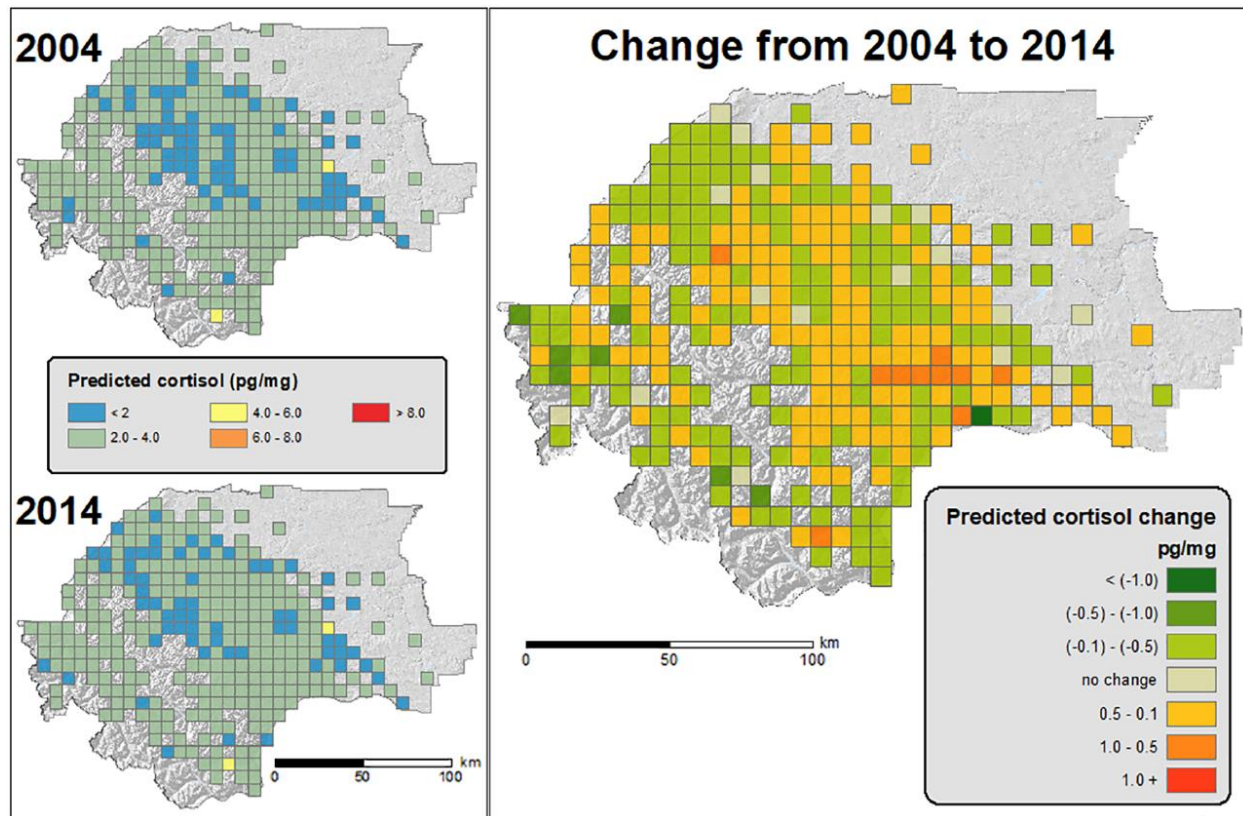 2004
Predicted cortisol (pg/mg)
< 2
4.0 - 6.0
> 8.0
2.0 - 4.0
6.0 - 8.0
2014
km
0
50
100
Change from 2004 to 2014
km
0
50
100
Predicted cortisol change
pg/mg
< (-1.0)
(-0.5) - (-1.0)
(-0.1) - (-0.5)
no change
0.5 - 0.1
1.0 - 0.5
1.0 +